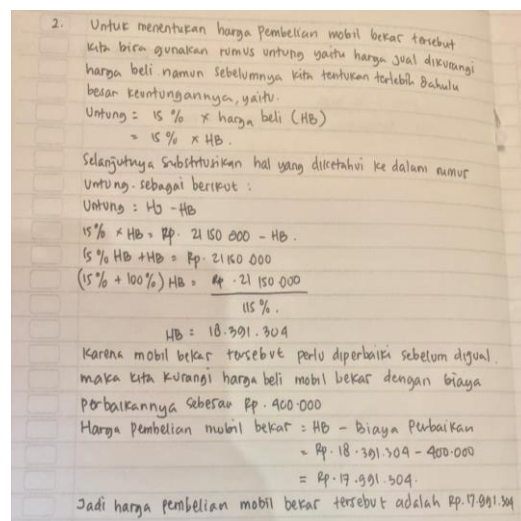 2. Untuk menentukan harga pembelian mobil bekas tersebut
kita bisa gunakan rumus untung yaitu harga jual dikurangi
harga beli namun sebelumnya kita tentukan terlebih dahulu
besar keuntungannya, yaitu.
Untung = 15 % x harga beli (HB)
= 15 % x HB.
Selanjutnya Substitusikan hal yang diketahui ke dalam rumus
Untung. sebagai berikut :
Untung : HJ - HB
15% x HB = Rp. 21 150 000 - HB.
15 % HB + HB = Rp. 21150 000
(15% + 100%) HB = Rp . 21 150 000
115 % .
HB = 18.391.304
Karena mobil bekas tersebut perlu diperbaiki sebelum dijual.
maka kita kurangi harga beli mobil bekas dengan biaya
perbaikannya sebesar Rp. 400.000
Harga Pembelian mobil bekas : HB - Biaya Perbaikan
= Rp. 18.391.304 - 400.000
= Rp. 17.991.304.
Jadi harga pembelian mobil bekas tersebut adalah Rp. 17.991.304